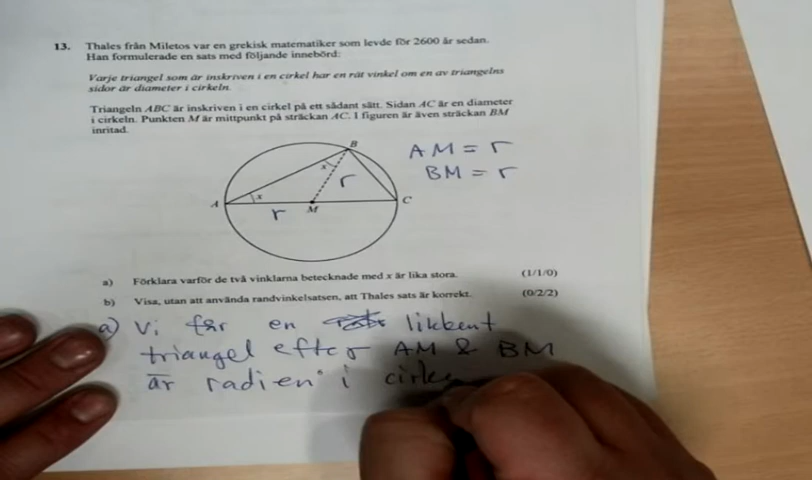 13. Thales från Miletos var en grekisk matematiker som levde för 2600 år sedan.
Han formulerade en sats med följande innebörd:
Varje triangel som är inskriven i en cirkel har en rät vinkel om en av triangelns
sidor är diameter i cirkeln.
Triangeln ABC är inskriven i en cirkel på ett sådant sätt. Sidan AC är en diameter
i cirkeln. Punkten M är mittpunkt på sträckan AC. I figuren är även sträckan BM
inritad.
B
AM = r
x
BM = r
r
A x C
r M
a) Förklara varför de två vinklarna betecknade med x är lika stora. (1/1/0)
b) Visa, utan att använda randvinkelsatsen, att Thales sats är korrekt. (0/2/2)
a) Vi får en likbent
triangel efter AM & BM
är radien i cirke